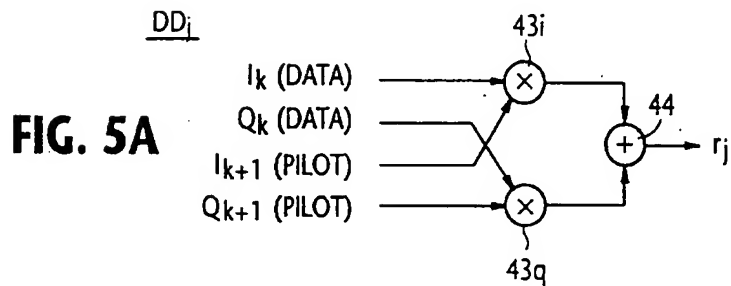 DDj
43i
Ik (DATA)
Qk (DATA)
44
FIG. 5A
rj
Ik+1 (PILOT)
Qk+1 (PILOT)
43q